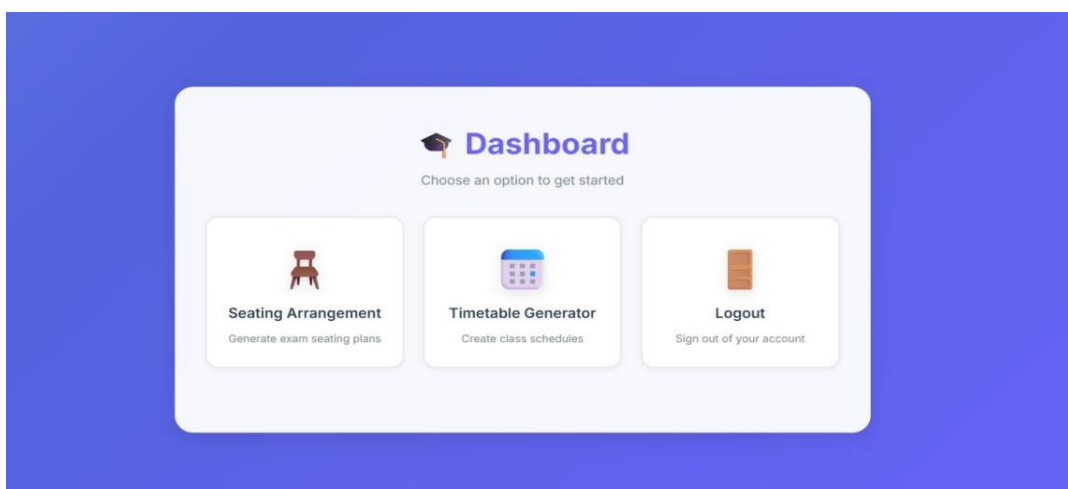 Dashboard
Choose an option to get started
Seating Arrangement
Generate exam seating plans
Timetable Generator
Create class schedules
Logout
Sign out of your account